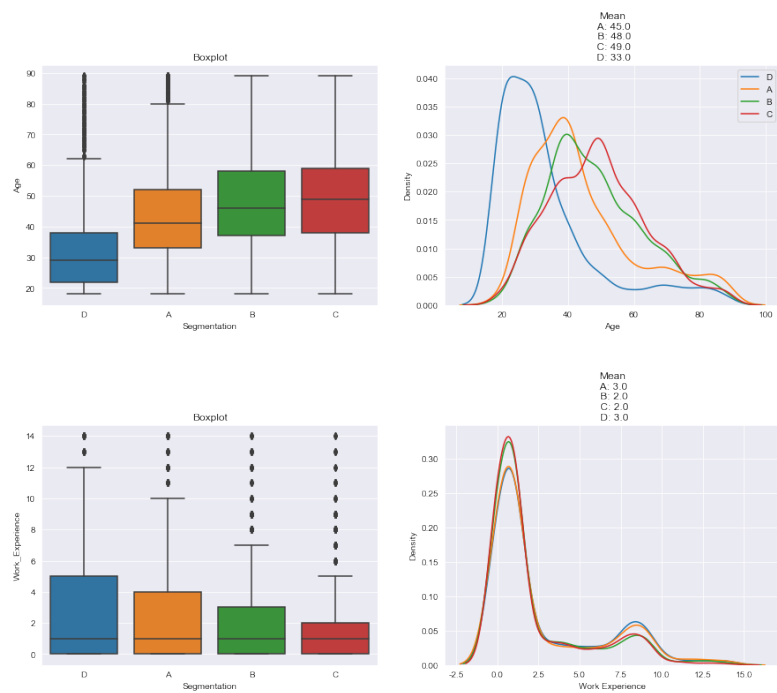 Boxplot
90
80
70
60
50
40
30
20
Age
D A B C
Segmentation
Mean
A: 45.0
B: 48.0
C: 49.0
D: 33.0
0.040
0.035
0.030
0.025
0.020
0.015
0.010
0.005
0.000
Density
D
A
B
C
20 40 60 80 100
Age
Boxplot
14
12
10
8
6
4
2
0
Work_Experience
D A B C
Segmentation
Mean
A: 3.0
B: 2.0
C: 2.0
D: 3.0
0.30
0.25
0.20
0.15
0.10
0.05
0.00
Density
-2.5 0.0 2.5 5.0 7.5 10.0 12.5 15.0
Work Experience